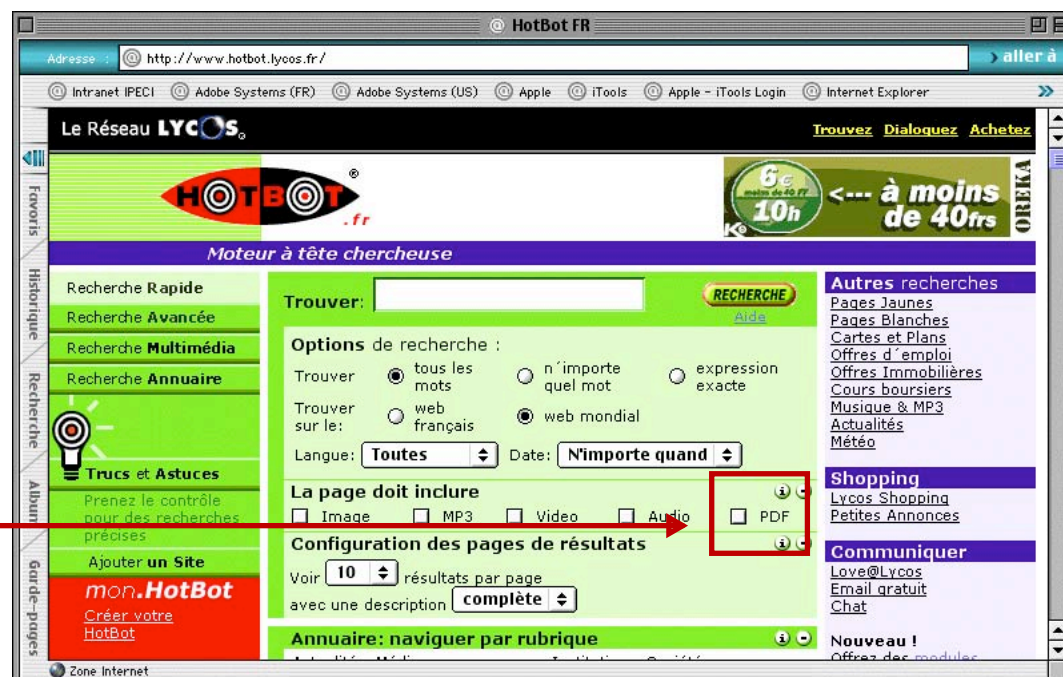 HotBot FR
Adresse : http://www.hotbot.lycos.fr/ aller à
Intranet IPECI Adobe Systems (FR) Adobe Systems (US) Apple iTools Apple - iTools Login Internet Explorer
Le Réseau LYCOS Trouvez Dialoguez Achetez
HOTBOT ® .fr
6€ moins de 40 FF 10h <--- à moins de 40frs OREKA
Moteur à tête chercheuse
Favoris
Historique
Recherche
Album
Garde-pages
Recherche Rapide
Recherche Avancée
Recherche Multimédia
Recherche Annuaire
Trucs et Astuces
Prenez le contrôle
pour des recherches
précises
Ajouter un Site
mon.HotBot
Créer votre
HotBot
Trouver: RECHERCHE
Aide
Options de recherche :
Trouver tous les mots n´importe quel mot expression exacte
Trouver sur le: web français web mondial
Langue: Toutes Date: N'importe quand
La page doit inclure
Image MP3 Video Audio PDF
Configuration des pages de résultats
Voir 10 résultats par page
avec une description complète
Annuaire: naviguer par rubrique
Autres recherches
Pages Jaunes
Pages Blanches
Cartes et Plans
Offres d´emploi
Offres Immobilières
Cours boursiers
Musique & MP3
Actualités
Météo
Shopping
Lycos Shopping
Petites Annonces
Communiquer
Love@Lycos
Email gratuit
Chat
Nouveau !
Offrez des modules
Zone Internet